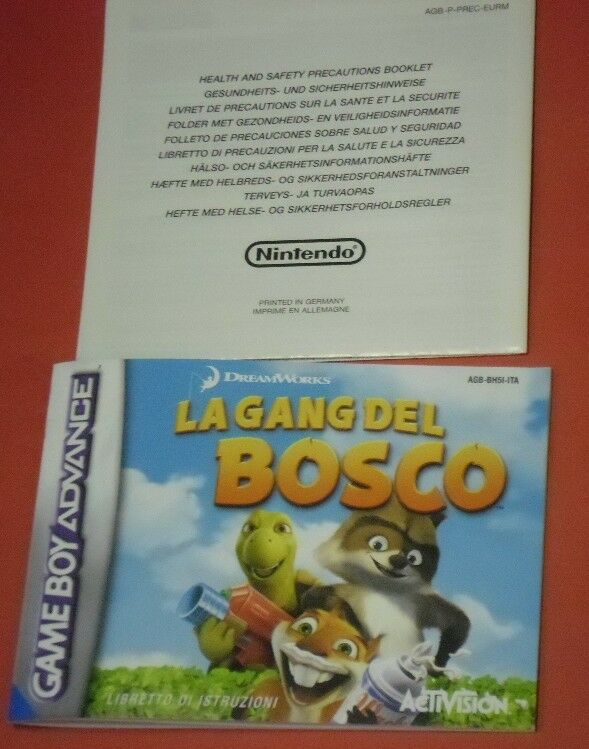 AGB-P-PREC-EURM
HEALTH AND SAFETY PRECAUTIONS BOOKLET
GESUNDHEITS- UND SICHERHEITSHINWEISE
LIVRET DE PRECAUTIONS SUR LA SANTE ET LA SECURITE
FOLDER MET GEZONDHEIDS- EN VEILIGHEIDSINFORMATIE
FOLLETO DE PRECAUCIONES SOBRE SALUD Y SEGURIDAD
LIBRETTO DI PRECAUZIONI PER LA SALUTE E LA SICUREZZA
HÄLSO- OCH SÄKERHETSINFORMATIONSHÄFTE
HÆFTE MED HELBREDS- OG SIKKERHEDSFORANSTALTNINGER
TERVEYS- JA TURVAOPAS
HEFTE MED HELSE- OG SIKKERHETSFORHOLDSREGLER
Nintendo®
PRINTED IN GERMANY
IMPRIME EN ALLEMAGNE
DREAMWORKS
AGB-BH5I-ITA
LA GANG DEL
BOSCO
GAME BOY ADVANCE
LIBRETTO DI ISTRUZIONI
ACTIVISION